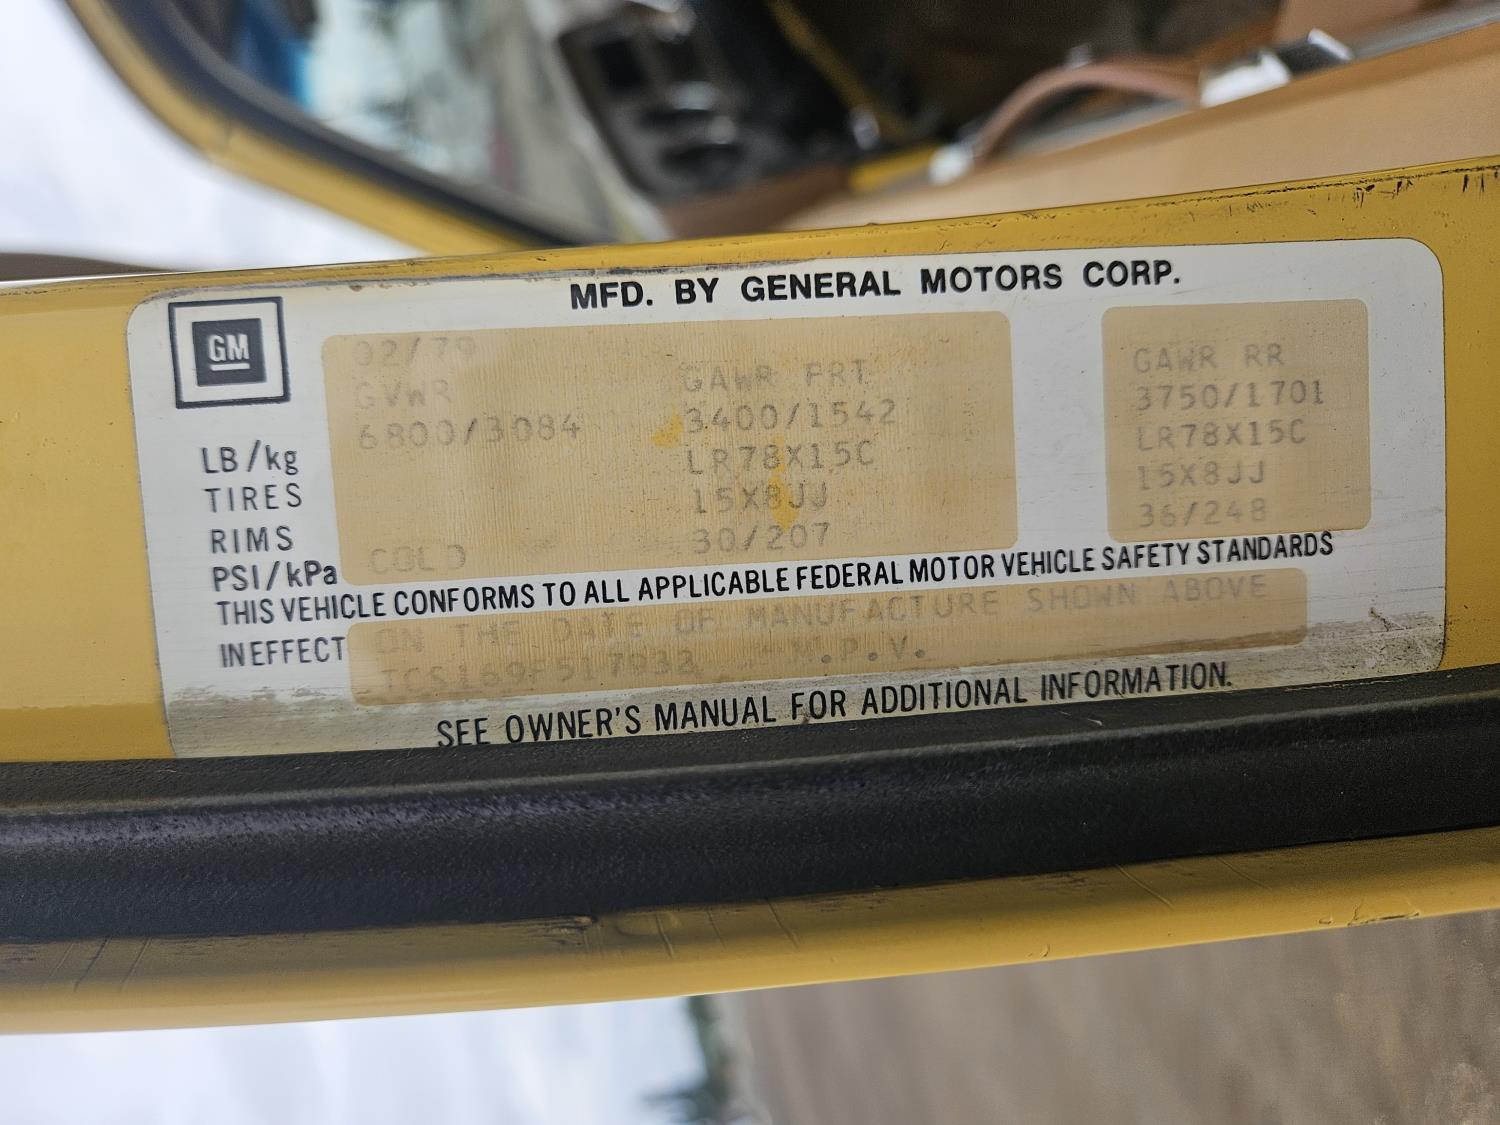 MFD. BY GENERAL MOTORS CORP.
GM
02/79
GVWR GAWR FRT GAWR RR
LB/kg 6800/3084 3400/1542 3750/1701
TIRES LR78X15C LR78X15C
RIMS 15X8JJ 15X8JJ
PSI/kPa COLD 30/207 36/248
THIS VEHICLE CONFORMS TO ALL APPLICABLE FEDERAL MOTOR VEHICLE SAFETY STANDARDS
IN EFFECT ON THE DATE OF MANUFACTURE SHOWN ABOVE
M.P.V.
SEE OWNER'S MANUAL FOR ADDITIONAL INFORMATION.